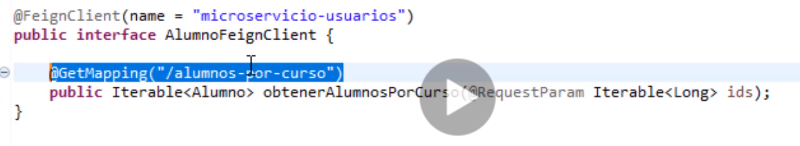 @FeignClient(name = "microservicio-usuarios")
public interface AlumnoFeignClient {
@GetMapping("/alumnos-por-curso")
public Iterable<Alumno> obtenerAlumnosPorCurso(@RequestParam Iterable<Long> ids);
}